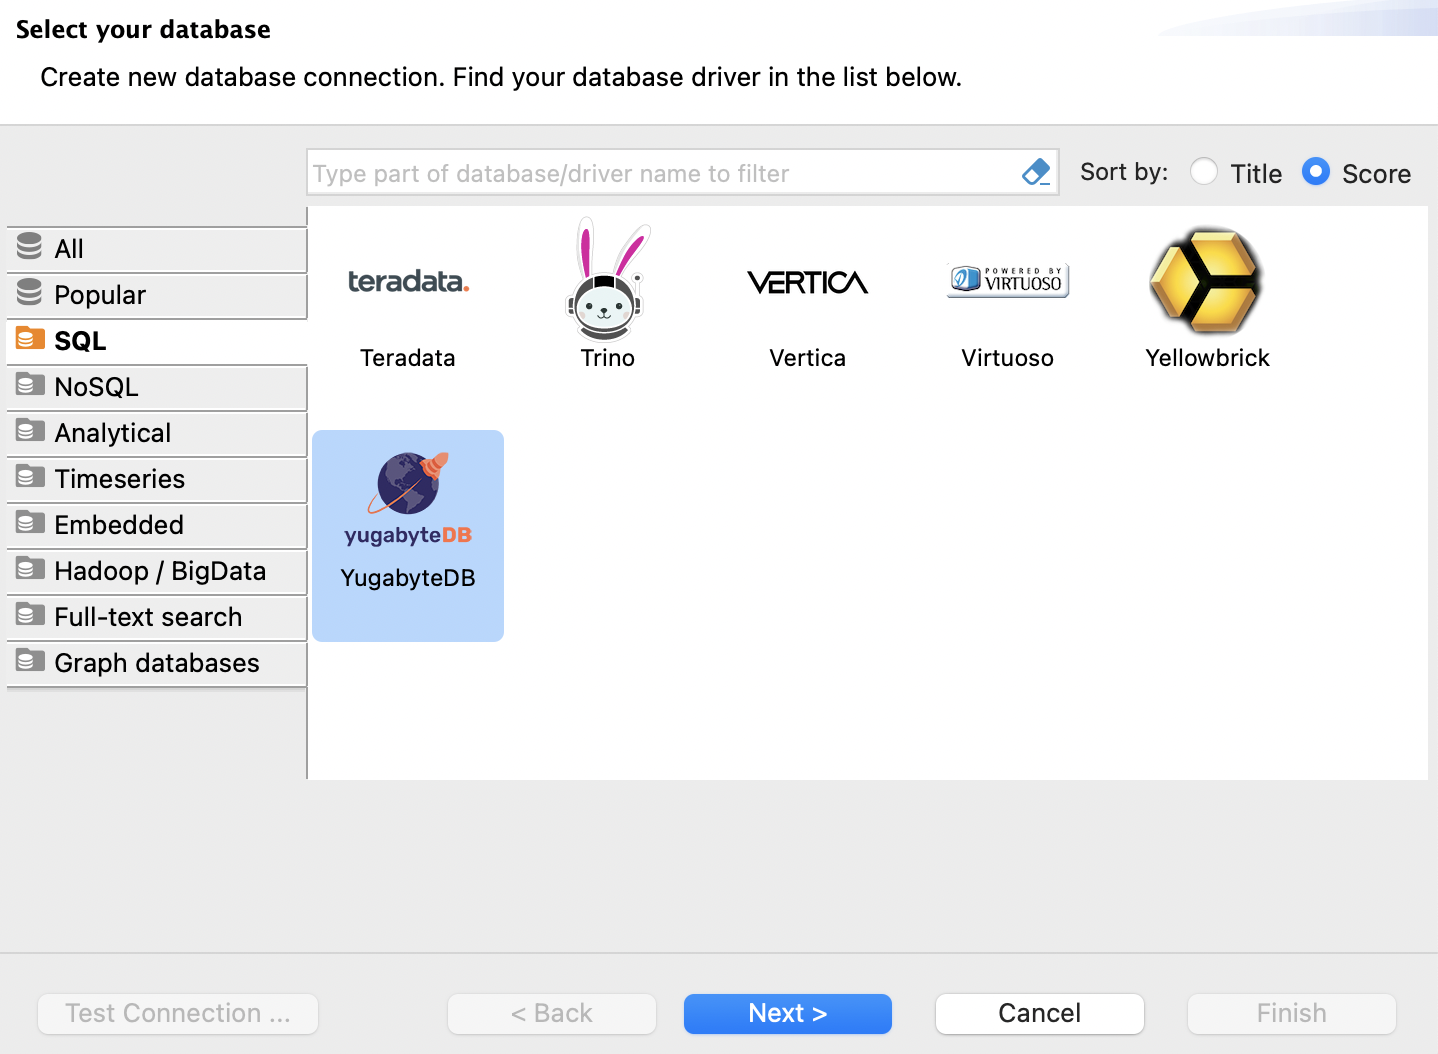 Select your database
Create new database connection. Find your database driver in the list below.
Type part of database/driver name to filter
Sort by: Title Score
All
Popular
SQL
NoSQL
Analytical
Timeseries
Embedded
Hadoop / BigData
Full-text search
Graph databases
teradata.
Teradata
Trino
VERTICA
Vertica
POWERED BY
VIRTUOSO
Virtuoso
Yellowbrick
yugabyteDB
YugabyteDB
Test Connection ...
< Back
Next >
Cancel
Finish